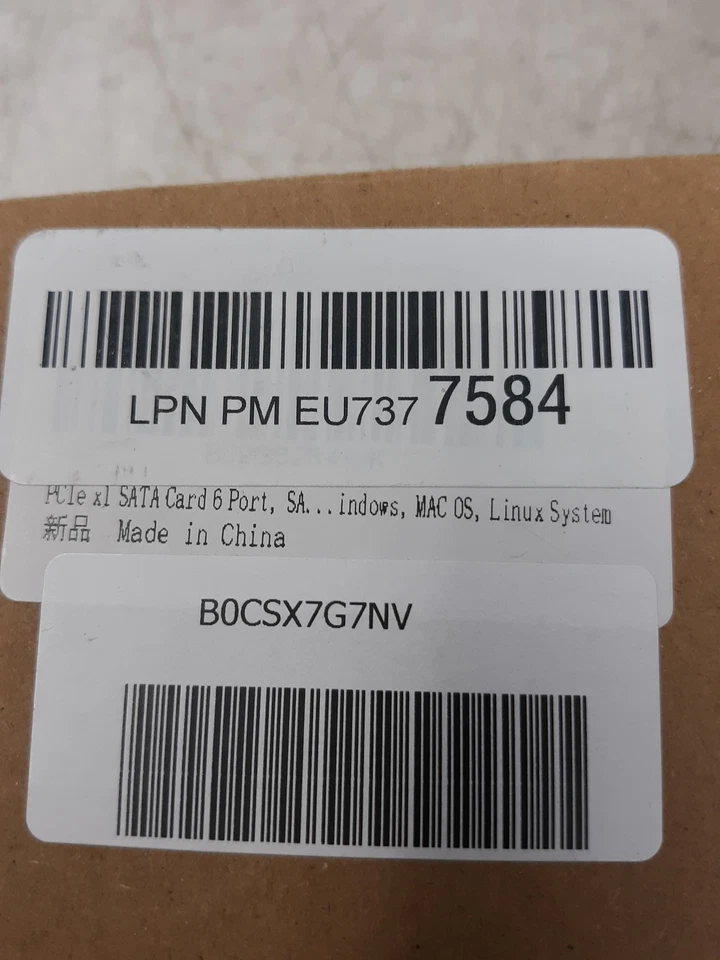 LPN PM EU737 7584
PCIe x1 SATA Card 6 Port, SA...indows, MAC OS, Linux System
新品 Made in China
B0CSX7G7NV